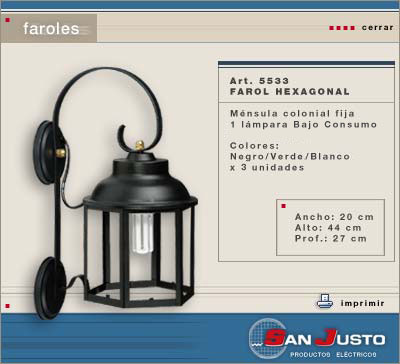 faroles
cerrar
Art. 5533
FAROL HEXAGONAL
Ménsula colonial fija
1 lámpara Bajo Consumo
Colores:
Negro/Verde/Blanco
x 3 unidades
Ancho: 20 cm
Alto: 44 cm
Prof.: 27 cm
imprimir
SAN JUSTO
PRODUCTOS ELÉCTRICOS